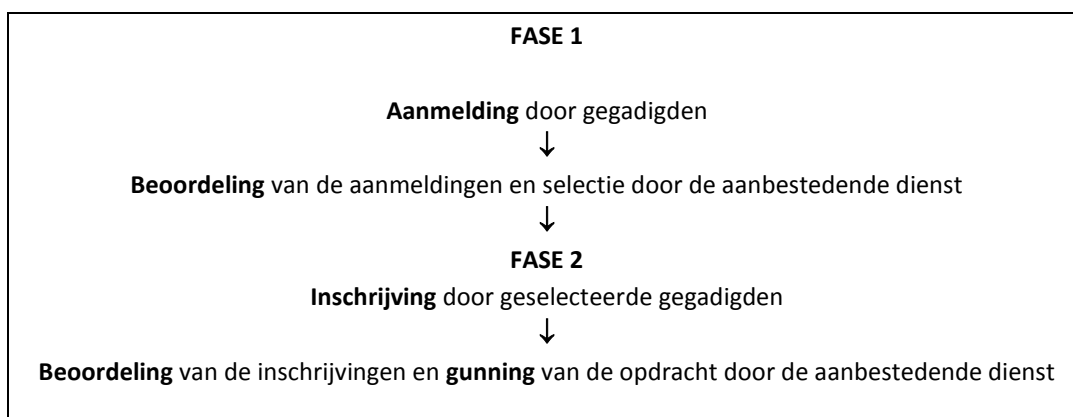 FASE 1
Aanmelding door gegadigden
↓
Beoordeling van de aanmeldingen en selectie door de aanbestedende dienst
↓
FASE 2
Inschrijving door geselecteerde gegadigden
↓
Beoordeling van de inschrijvingen en gunning van de opdracht door de aanbestedende dienst